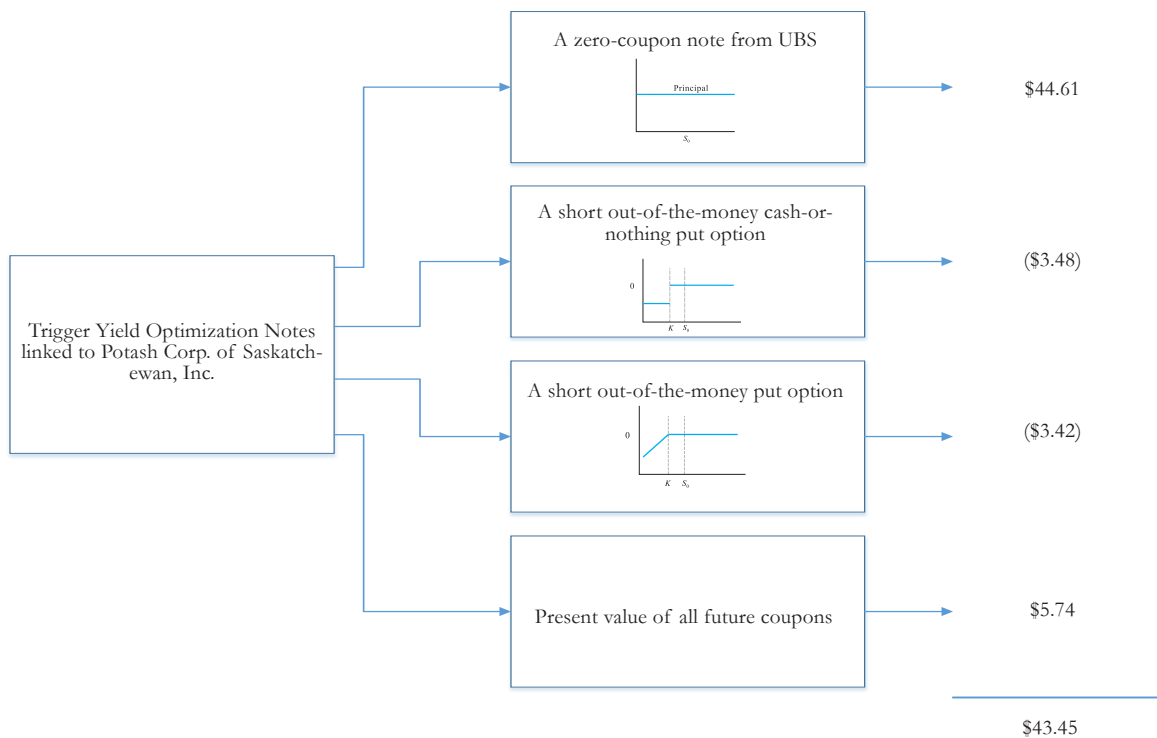 A zero-coupon note from UBS
Principal
S₀
$44.61
A short out-of-the-money cash-or-
nothing put option
0
K
S₀
($3.48)
Trigger Yield Optimization Notes
linked to Potash Corp. of Saskatch-
ewan, Inc.
A short out-of-the-money put option
0
K
S₀
($3.42)
Present value of all future coupons
$5.74
$43.45